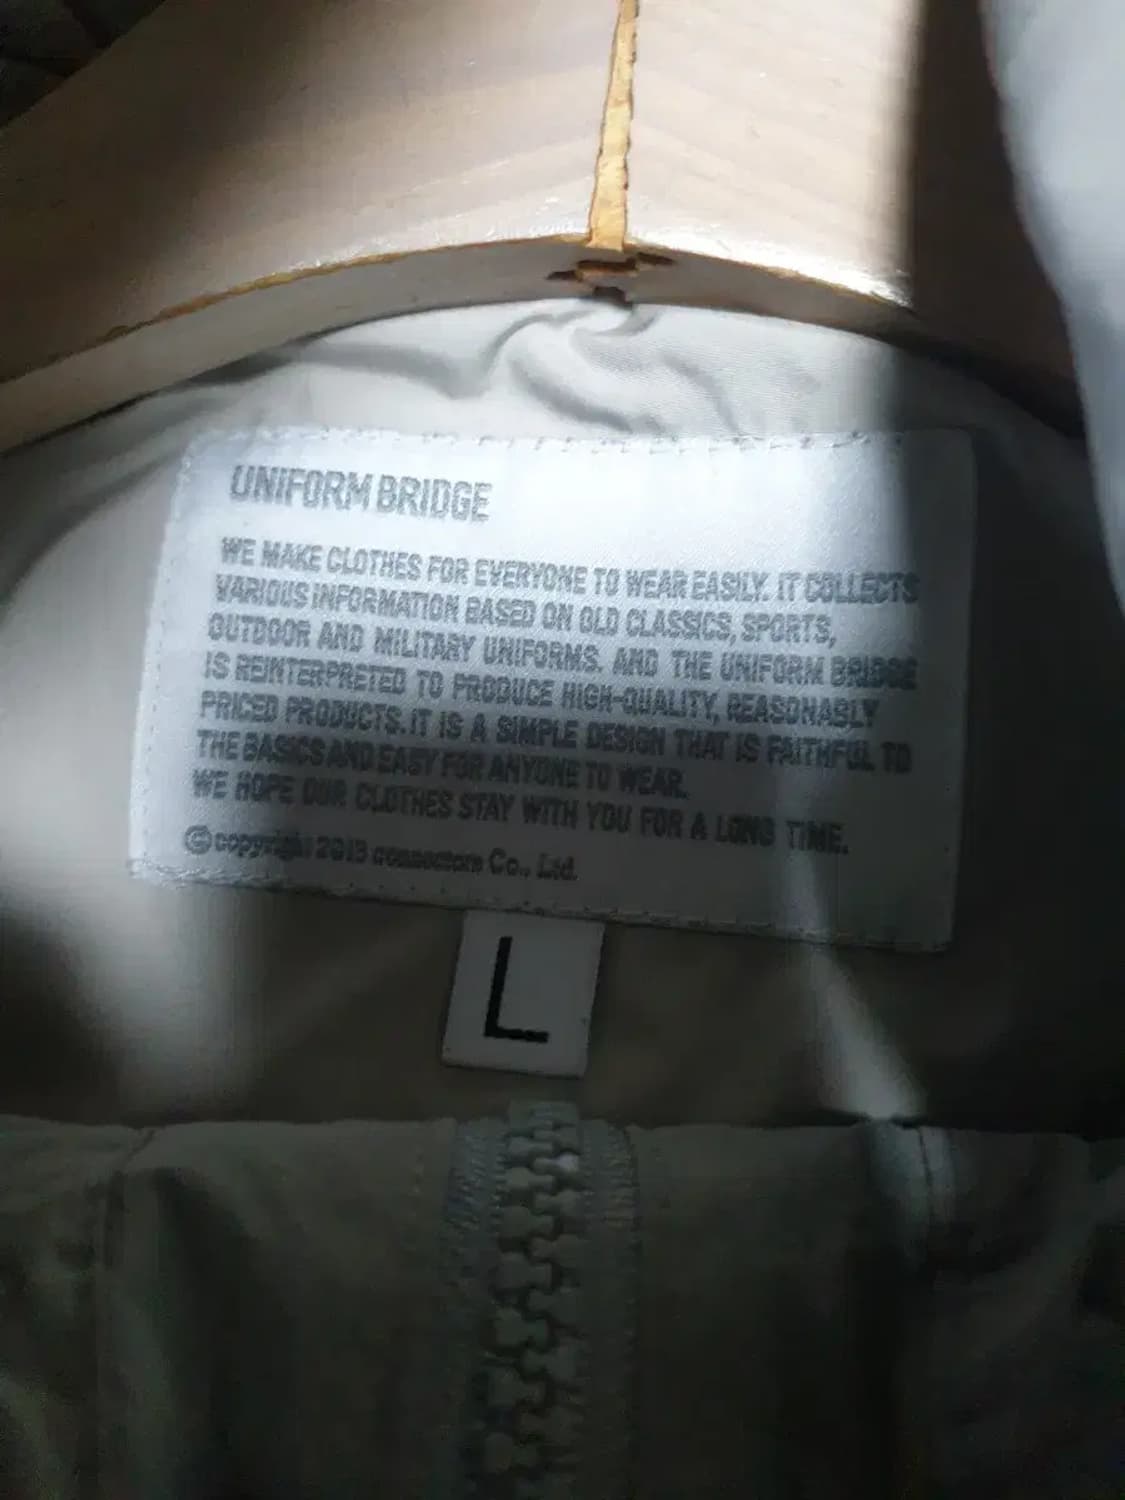 UNIFORM BRIDGE
WE MAKE CLOTHES FOR EVERYONE TO WEAR EASILY. IT COLLECTS
VARIOUS INFORMATION BASED ON OLD CLASSICS, SPORTS,
OUTDOOR AND MILITARY UNIFORMS. AND THE UNIFORM BRIDGE
IS REINTERPRETED TO PRODUCE HIGH-QUALITY, REASONABLY
PRICED PRODUCTS. IT IS A SIMPLE DESIGN THAT IS FAITHFUL TO
THE BASICS AND EASY FOR ANYONE TO WEAR.
WE HOPE OUR CLOTHES STAY WITH YOU FOR A LONG TIME.
© copyright 2013 connectors Co., Ltd.
L